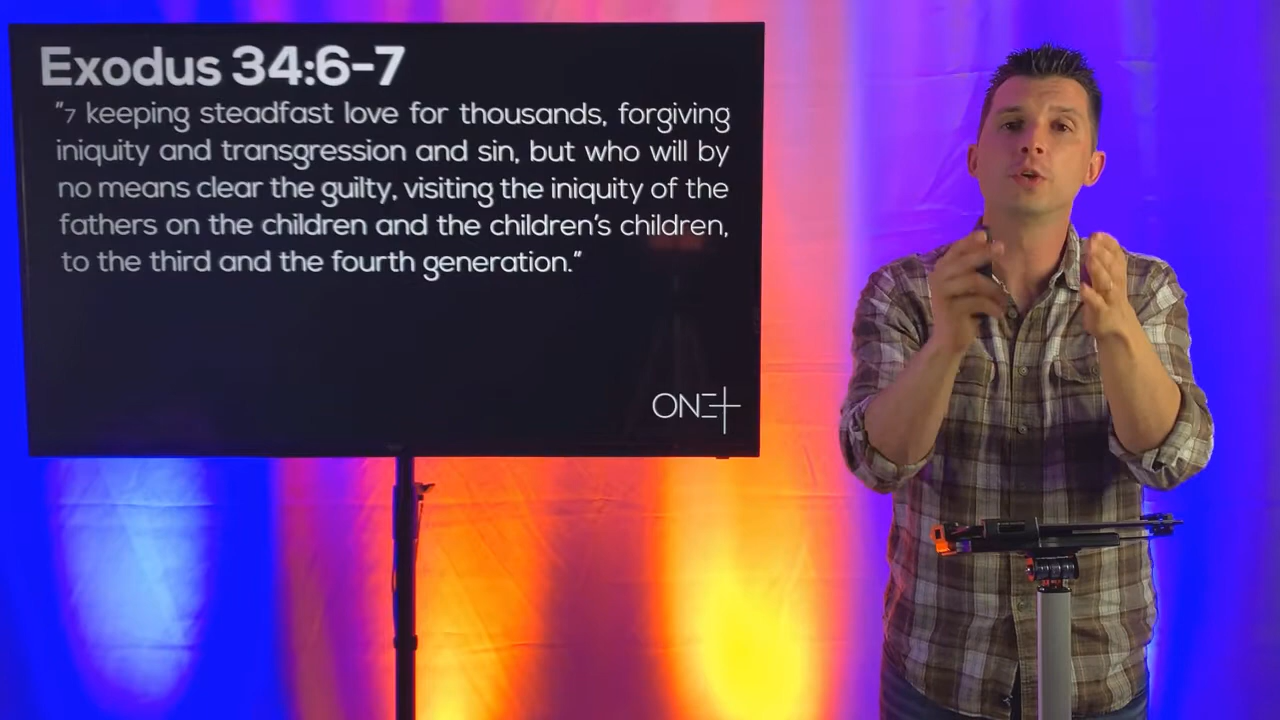 Exodus 34:6-7
"7 keeping steadfast love for thousands, forgiving
iniquity and transgression and sin, but who will by
no means clear the guilty, visiting the iniquity of the
fathers on the children and the children's children,
to the third and the fourth generation."
ONE